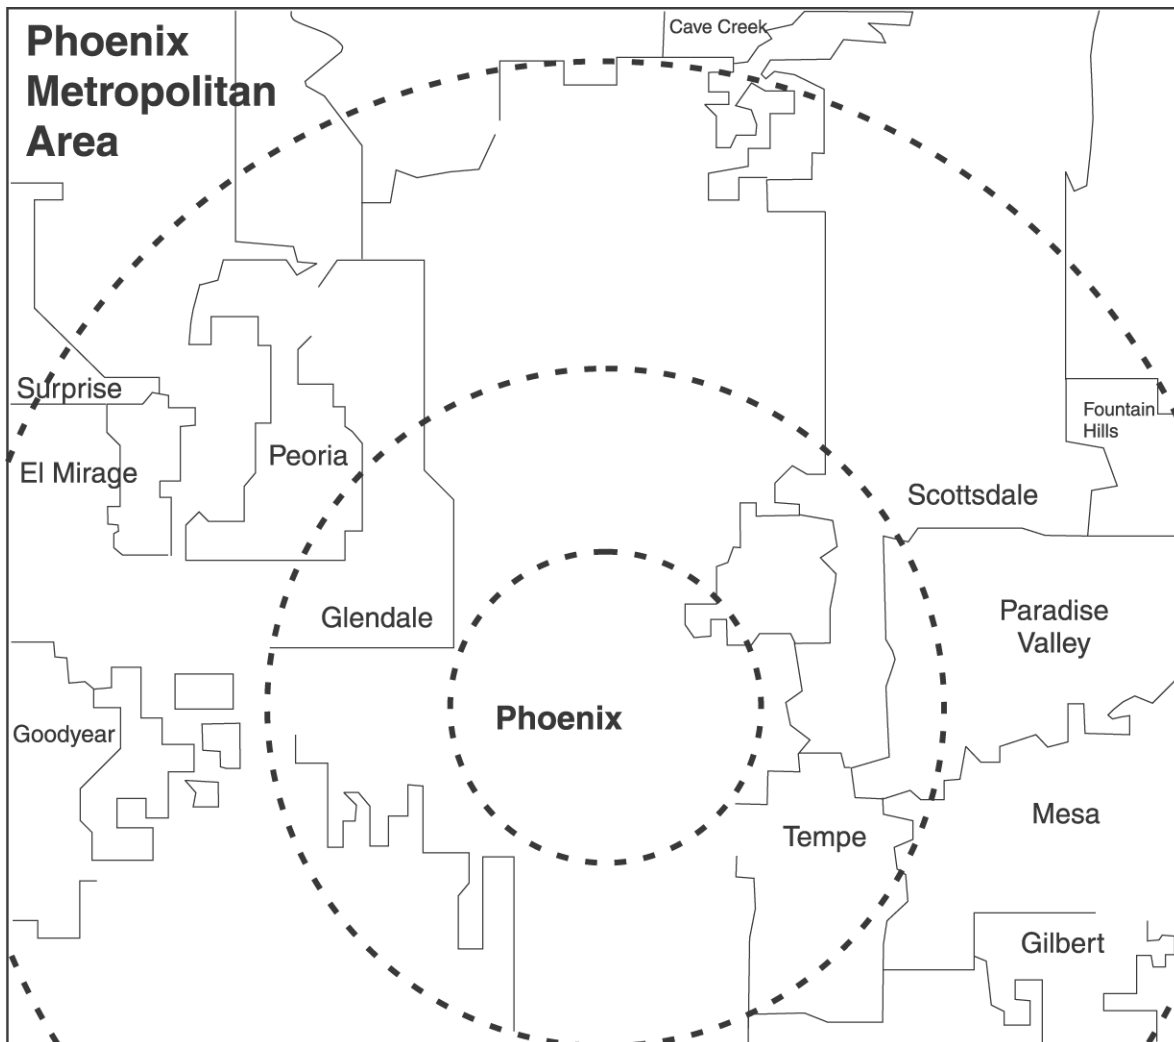 Phoenix
Metropolitan
Area
Cave Creek
Surprise
El Mirage
Peoria
Fountain
Hills
Scottsdale
Glendale
Paradise
Valley
Phoenix
Goodyear
Tempe
Mesa
Gilbert